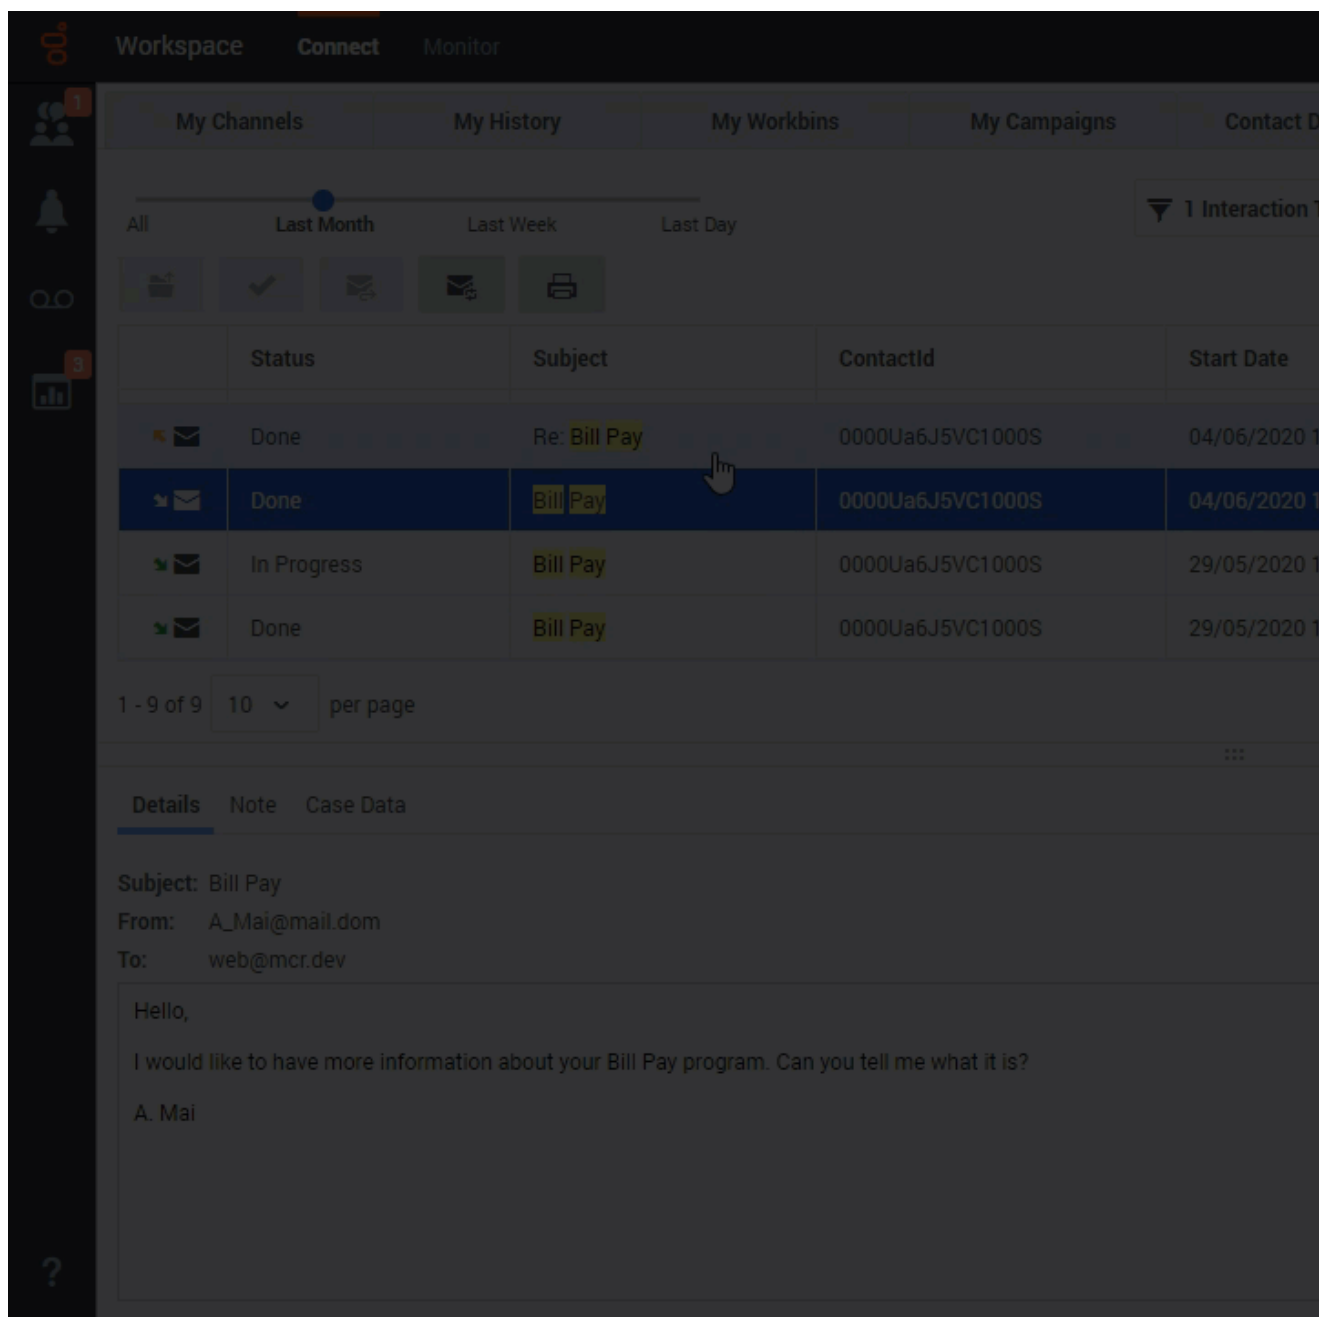 Workspace Connect Monitor
1
My Channels My History My Workbins My Campaigns Contact D
All Last Month Last Week Last Day
1 Interaction T
3
Status Subject ContactId Start Date
Done Re: Bill Pay 0000Ua6J5VC1000S 04/06/2020 1
Done Bill Pay 0000Ua6J5VC1000S 04/06/2020 1
In Progress Bill Pay 0000Ua6J5VC1000S 29/05/2020 1
Done Bill Pay 0000Ua6J5VC1000S 29/05/2020 1
1 - 9 of 9 10 per page
Details Note Case Data
Subject: Bill Pay
From: A_Mai@mail.dom
To: web@mcr.dev
Hello,
I would like to have more information about your Bill Pay program. Can you tell me what it is?
A. Mai
?